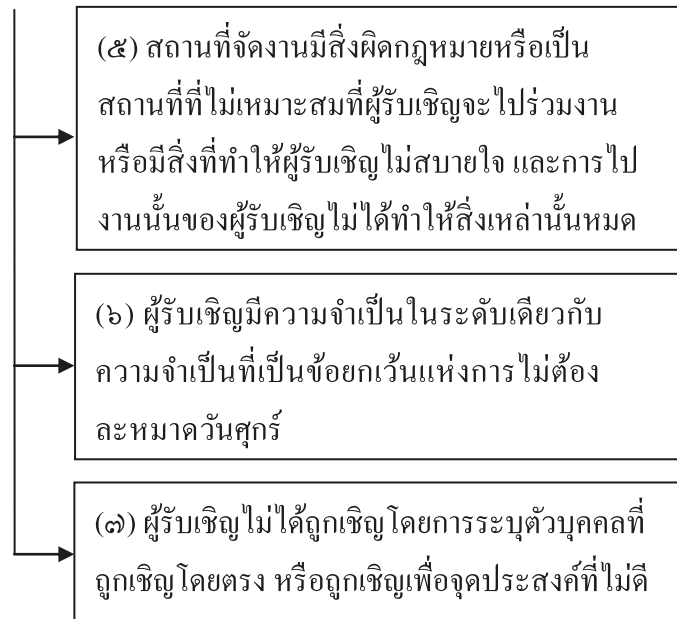 (๕) สถานที่จัดงานมีสิ่งผิดกฎหมายหรือเป็น
สถานที่ที่ไม่เหมาะสมที่ผู้รับเชิญจะไปร่วมงาน
หรือมีสิ่งที่ทำให้ผู้รับเชิญไม่สบายใจ และการไป
งานนั้นของผู้รับเชิญไม่ได้ทำให้สิ่งเหล่านั้นหมด
(๖) ผู้รับเชิญมีความจำเป็นในระดับเดียวกับ
ความจำเป็นที่เป็นข้อยกเว้นแห่งการไม่ต้อง
ละหมาดวันศุกร์
(๗) ผู้รับเชิญไม่ได้ถูกเชิญโดยการระบุตัวบุคคลที่
ถูกเชิญโดยตรง หรือถูกเชิญเพื่อจุดประสงค์ที่ไม่ดี